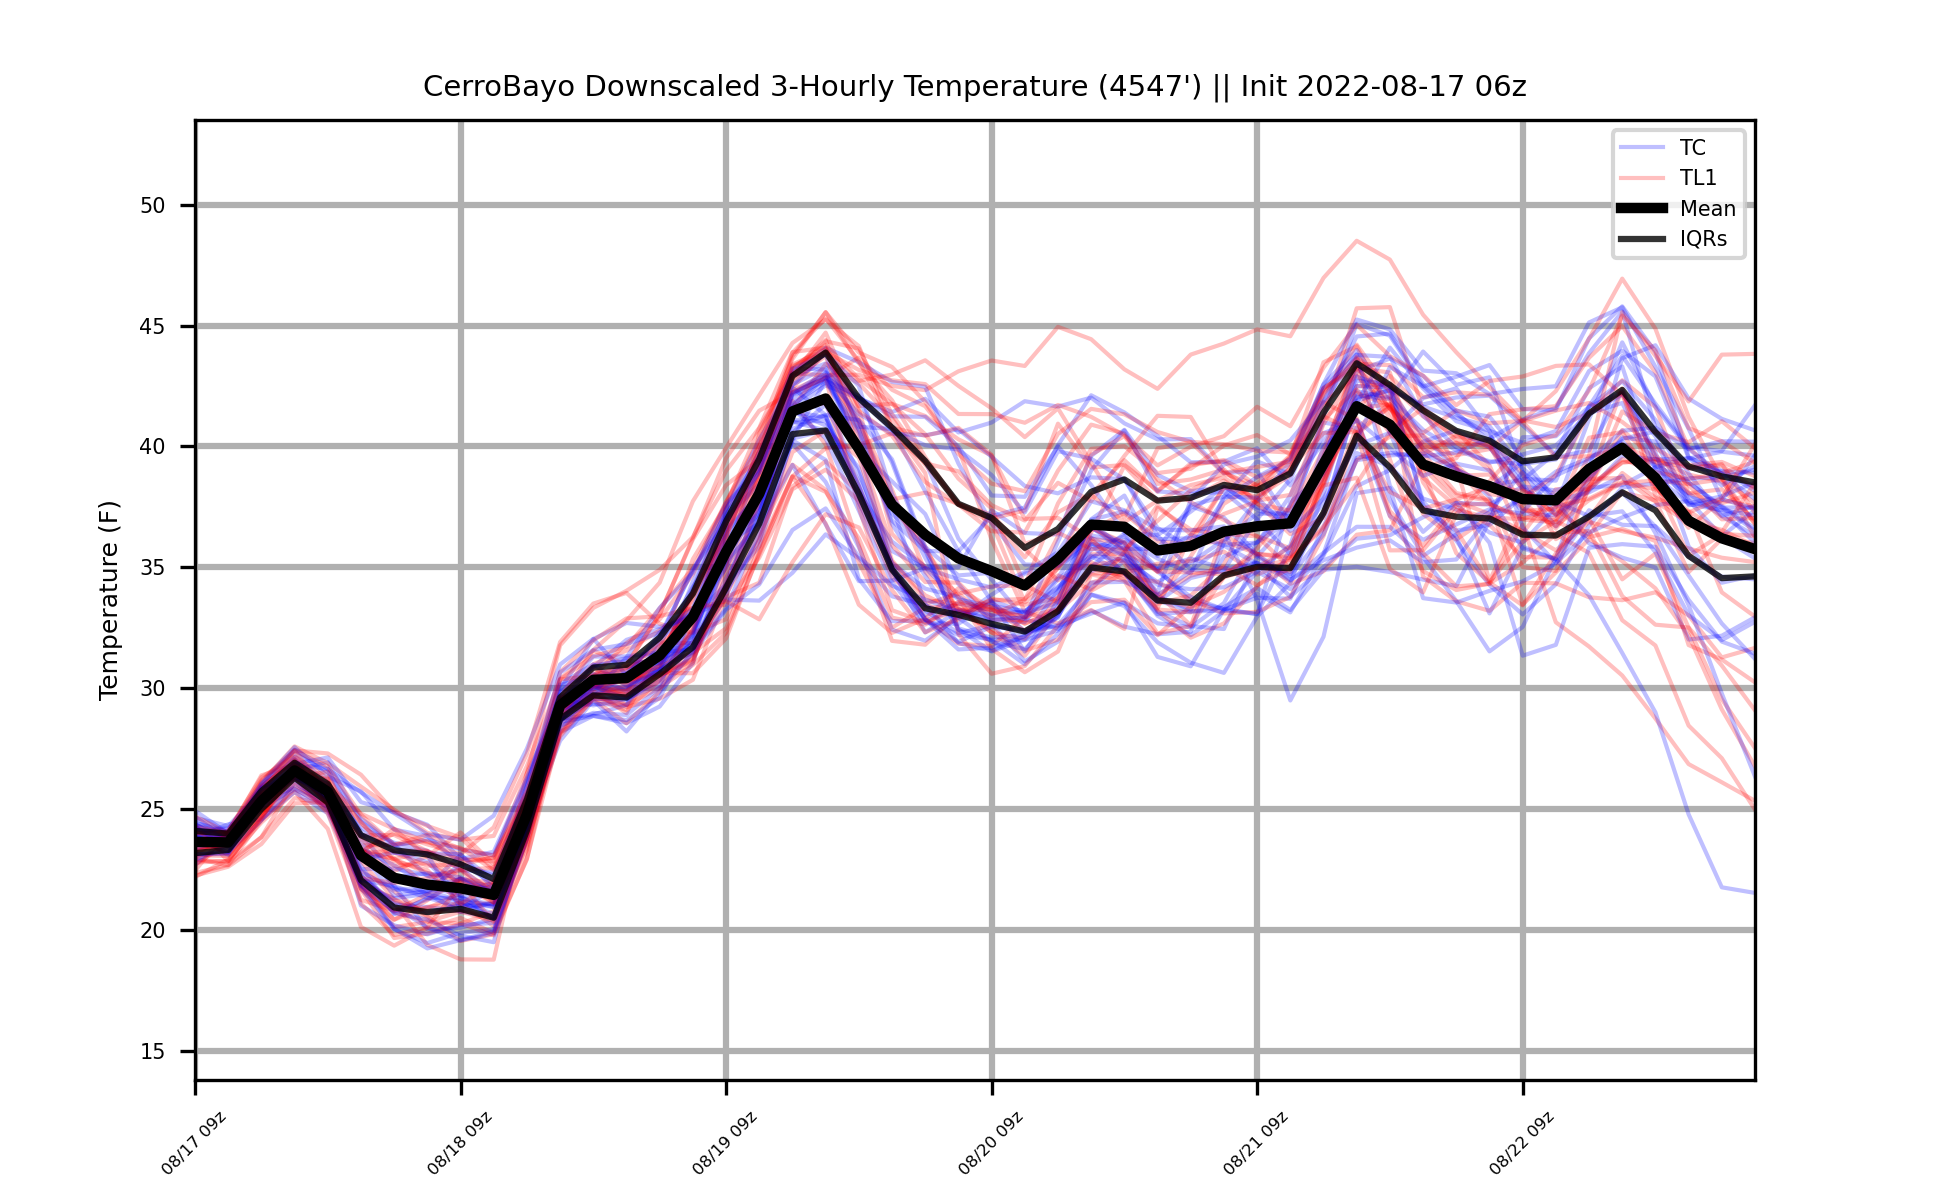 CerroBayo Downscaled 3-Hourly Temperature (4547') || Init 2022-08-17 06z
TC
TL1
Mean
IQRs
Temperature (F)
50
45
40
35
30
25
20
15
08/17 09z
08/18 09z
08/19 09z
08/20 09z
08/21 09z
08/22 09z